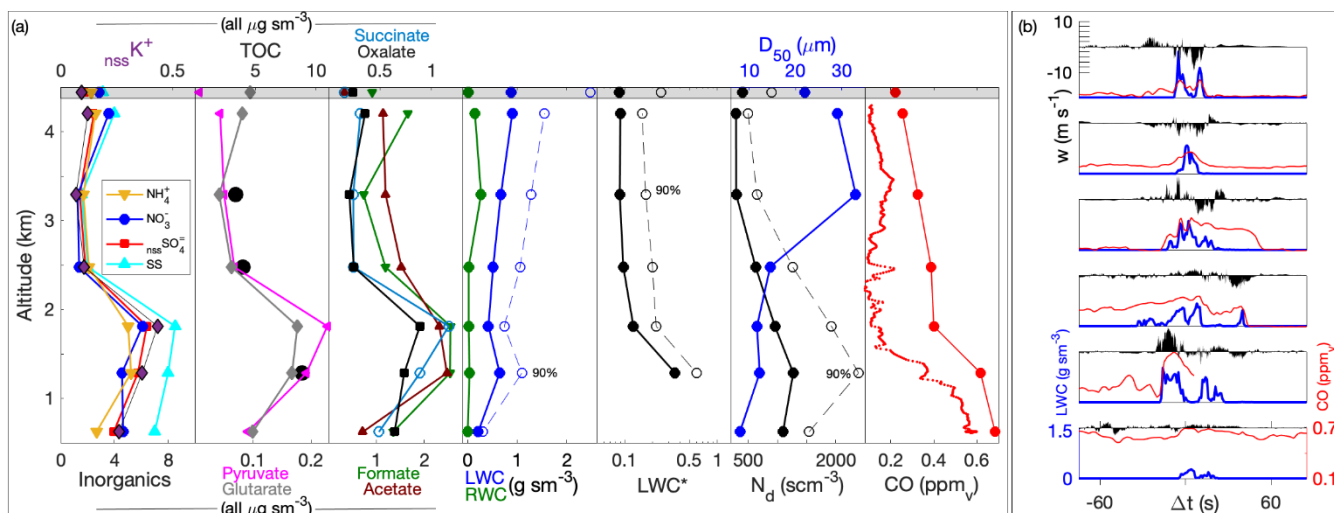 (a)
(all μg sm⁻³)
nssK⁺
TOC
Succinate
Oxalate
D₅₀ (μm)
0 0.5
5 10
0.5 1
10 20 30
Altitude (km)
4
3
2
1
NH₄⁺
NO₃⁻
nssSO₄⁼
SS
90%
90%
90%
0 4 8
0.1 0.2
1 2
0 1 2
0.1 0.5 1
500 2000
0.2 0.4 0.6
Inorganics
Pyruvate
Glutarate
Formate
Acetate
LWC
RWC
(g sm⁻³)
LWC*
N_d (scm⁻³)
CO (ppmᵥ)
(all μg sm⁻³)
(b)
10
0
-10
w (m s⁻¹)
LWC (g sm⁻³)
CO (ppmᵥ)
1.5
0
0.7
0.1
-60 60
Δt (s)